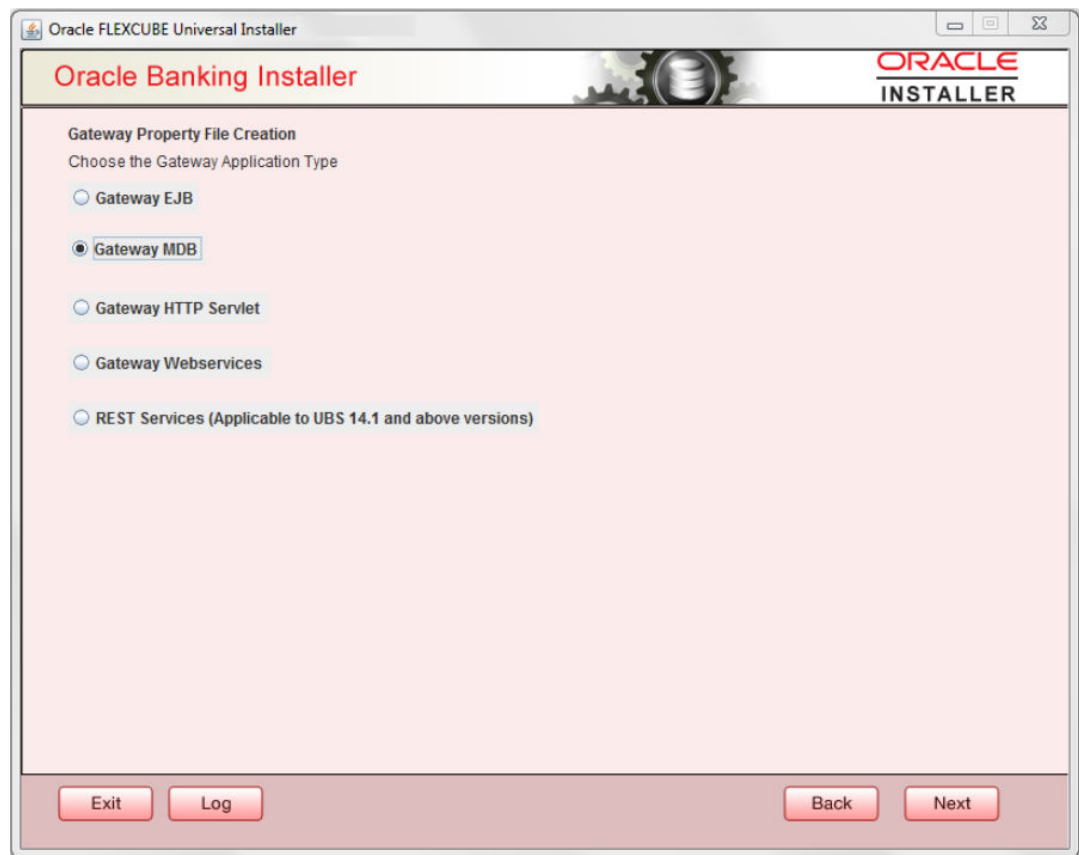 Oracle FLEXCUBE Universal Installer
Oracle Banking Installer
ORACLE
INSTALLER
Gateway Property File Creation
Choose the Gateway Application Type
Gateway EJB
Gateway MDB
Gateway HTTP Servlet
Gateway Webservices
REST Services (Applicable to UBS 14.1 and above versions)
Exit Log Back Next